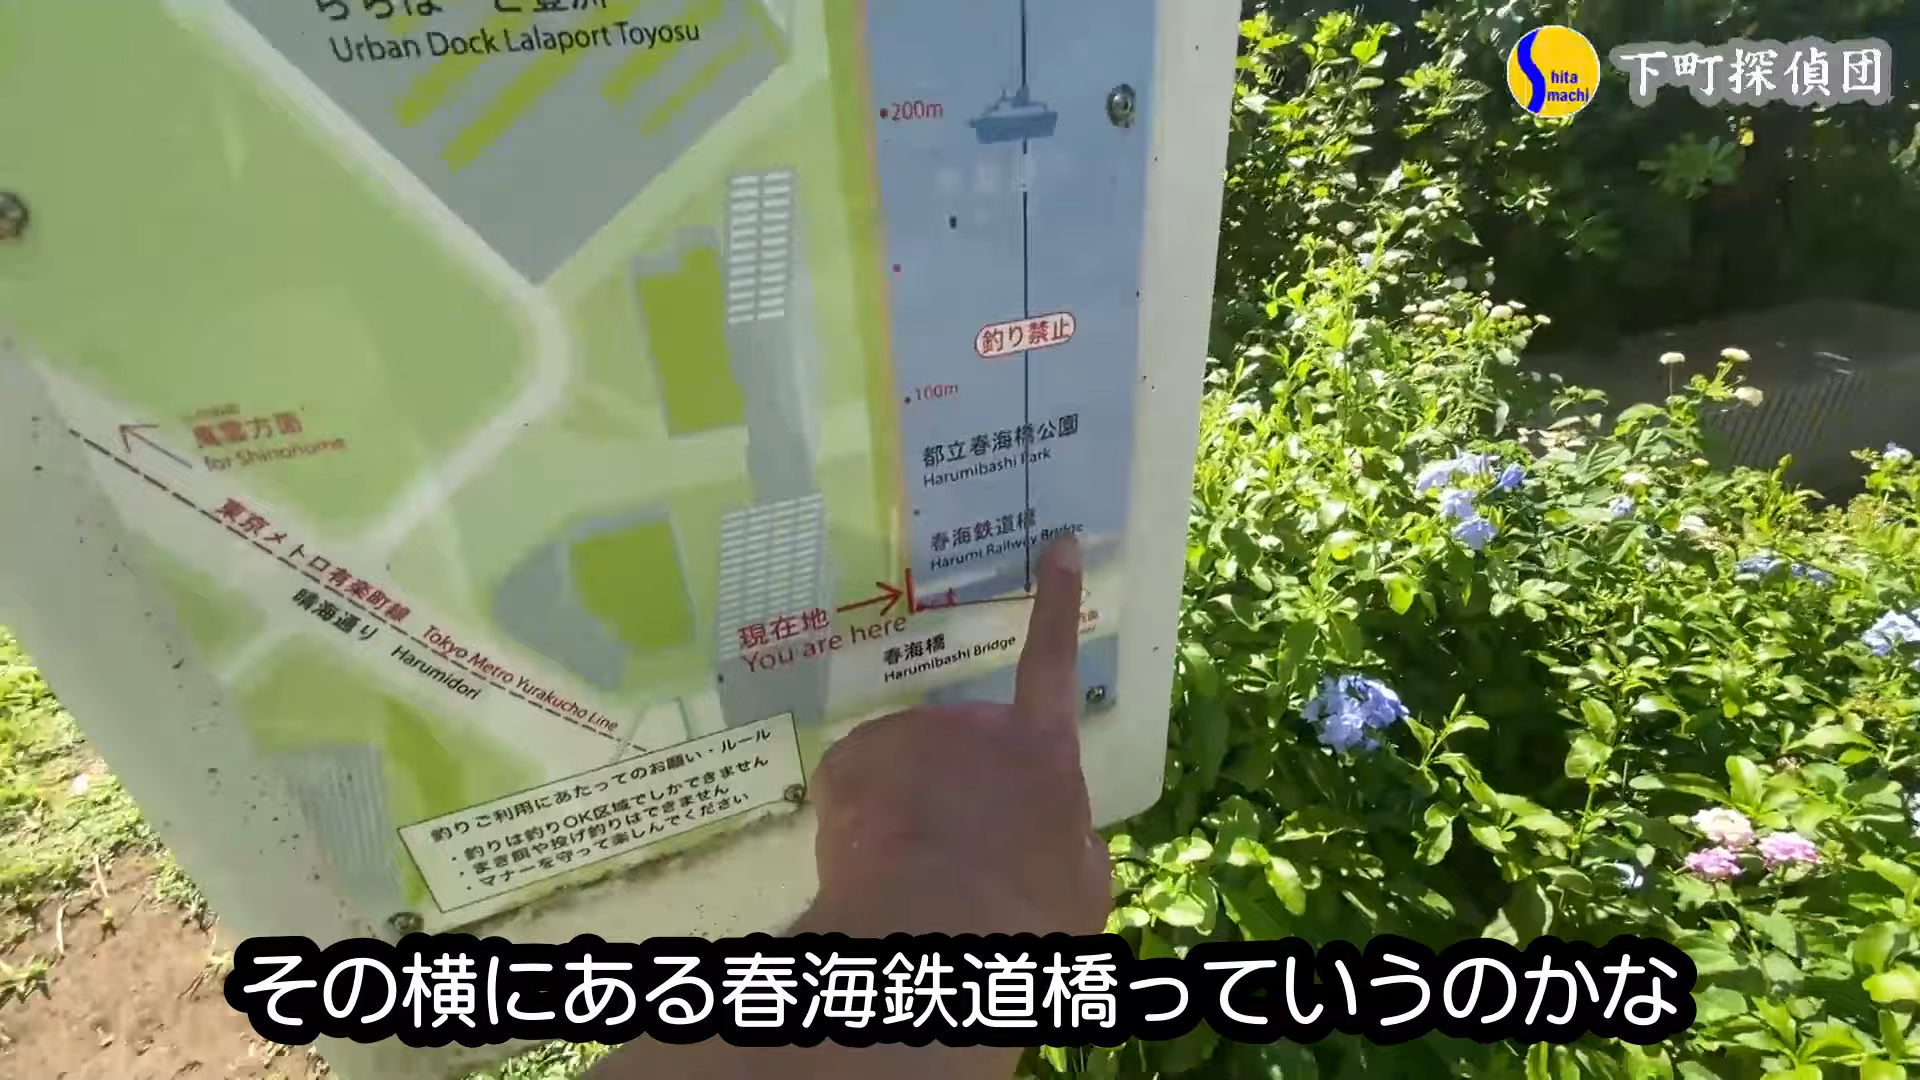 Urban Dock Lalaport Toyosu
Shita
machi
下町探偵団
200m
釣り禁止
100m
都立春海橋公園
Harumibashi Park
春海鉄道橋
Harumi Railway Bridge
for Shinonome
東京メトロ有楽町線 Tokyo Metro Yurakucho Line
晴海通り Harumidori
現在地
You are here
春海橋
Harumibashi Bridge
釣りご利用にあたってのお願い・ルール
・釣りは釣りOK区域でしかできません
・まき餌や投げ釣りはできません
・マナーを守って楽しんでください
その横にある春海鉄道橋っていうのかな